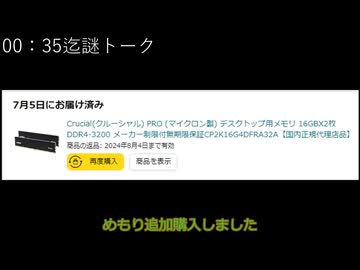 00：35迄謎トーク
7月5日にお届け済み
Crucial(クルーシャル) PRO (マイクロン製) デスクトップ用メモリ 16GBX2枚
DDR4-3200 メーカー制限付無期限保証CP2K16G4DFRA32A【国内正規代理店品】
商品の返品: 2024年8月4日まで有効
再度購入
商品を表示
めもり追加購入しました